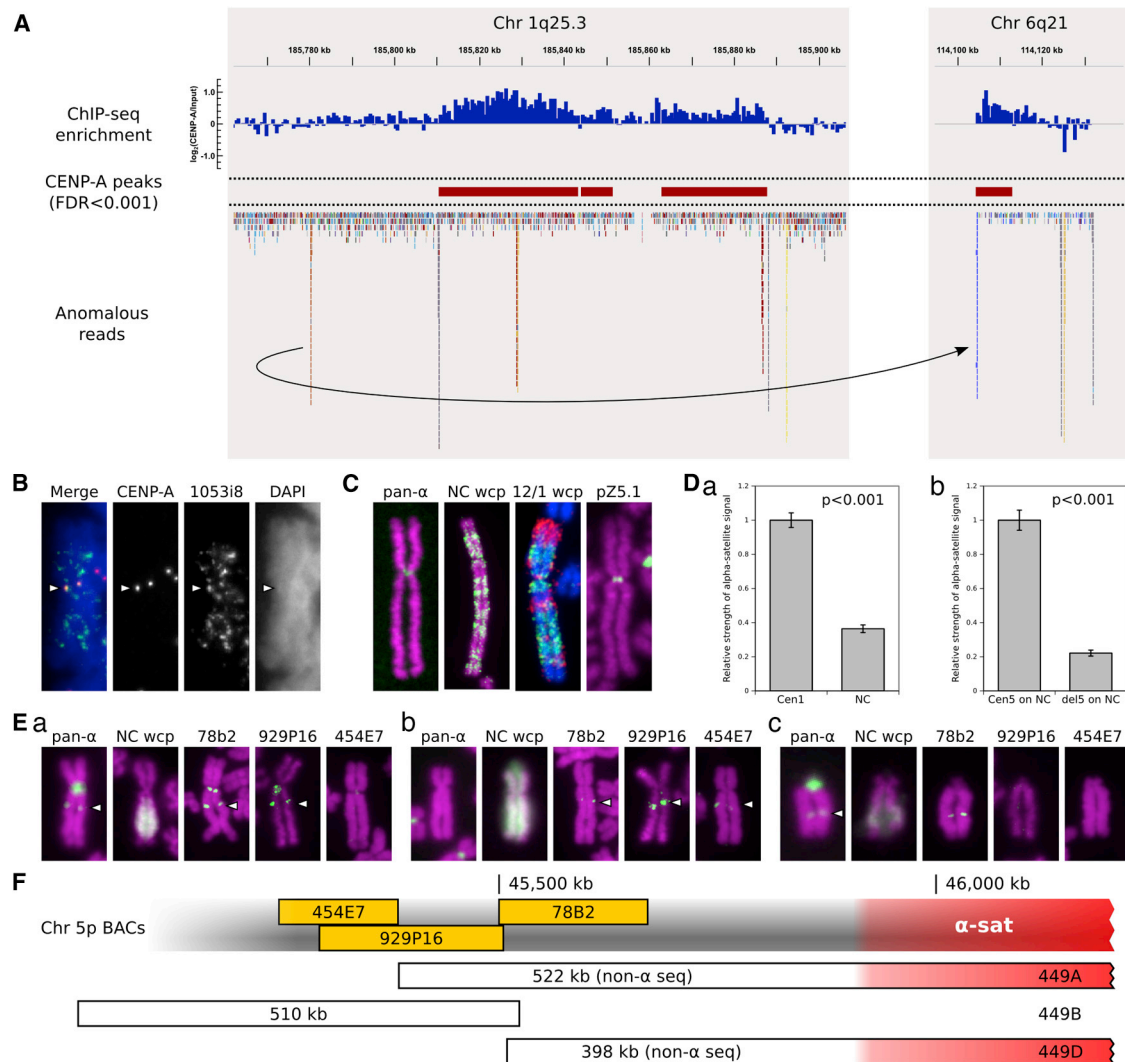 A
Chr 1q25.3
Chr 6q21
185,780 kb
185,800 kb
185,820 kb
185,840 kb
185,860 kb
185,880 kb
185,900 kb
114,100 kb
114,120 kb
ChIP-seq
enrichment
log₂(CENP-A/Input)
1.0
0
-1.0
CENP-A peaks
(FDR<0.001)
Anomalous
reads
B
Merge
CENP-A
1053i8
DAPI
C
pan-α
NC wcp
12/1 wcp
pZ5.1
D
a
p<0.001
Relative strength of alpha-satellite signal
1.2
1
0.8
0.6
0.4
0.2
0
Cen1
NC
b
p<0.001
Relative strength of alpha-satellite signal
1.2
1
0.8
0.6
0.4
0.2
0
Cen5 on NC
del5 on NC
E
a
pan-α
NC wcp
78b2
929P16
454E7
b
pan-α
NC wcp
78b2
929P16
454E7
c
pan-α
NC wcp
78b2
929P16
454E7
F
45,500 kb
46,000 kb
Chr 5p BACs
454E7
78B2
929P16
α-sat
522 kb (non-α seq)
449A
510 kb
449B
398 kb (non-α seq)
449D